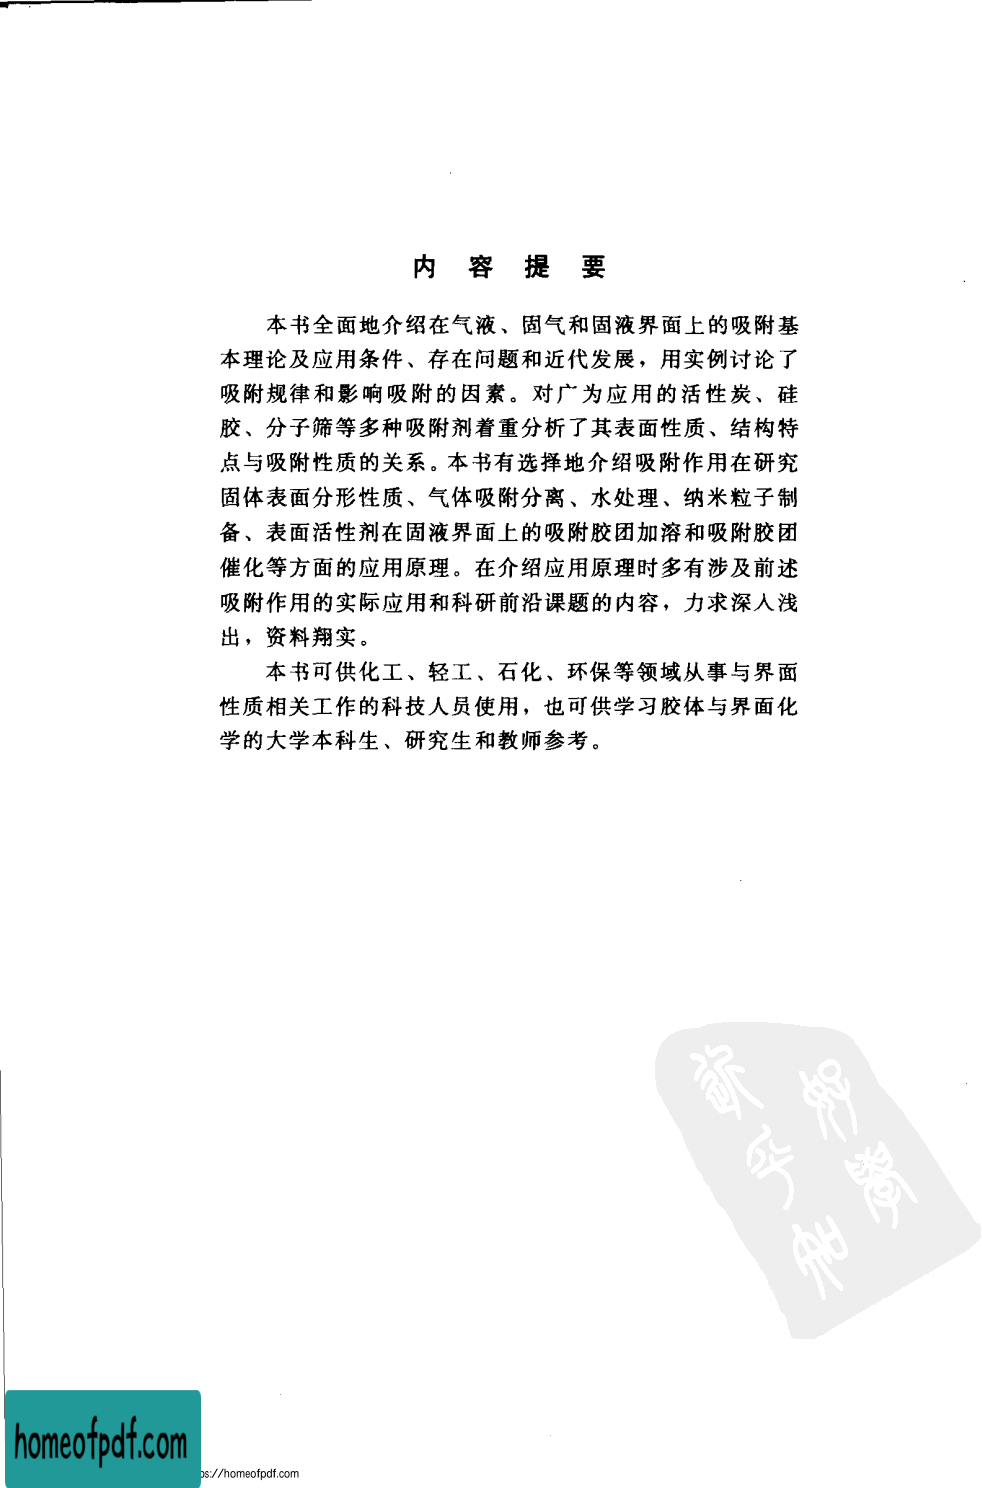 内 容 提 要
本书全面地介绍在气液、固气和固液界面上的吸附基
本理论及应用条件、存在问题和近代发展，用实例讨论了
吸附规律和影响吸附的因素。对广为应用的活性炭、硅
胶、分子筛等多种吸附剂着重分析了其表面性质、结构特
点与吸附性质的关系。本书有选择地介绍吸附作用在研究
固体表面分形性质、气体吸附分离、水处理、纳米粒子制
备、表面活性剂在固液界面上的吸附胶团加溶和吸附胶团
催化等方面的应用原理。在介绍应用原理时多有涉及前述
吸附作用的实际应用和科研前沿课题的内容，力求深入浅
出，资料翔实。
本书可供化工、轻工、石化、环保等领域从事与界面
性质相关工作的科技人员使用，也可供学习胶体与界面化
学的大学本科生、研究生和教师参考。
homeofpdf.com
ps://homeofpdf.com